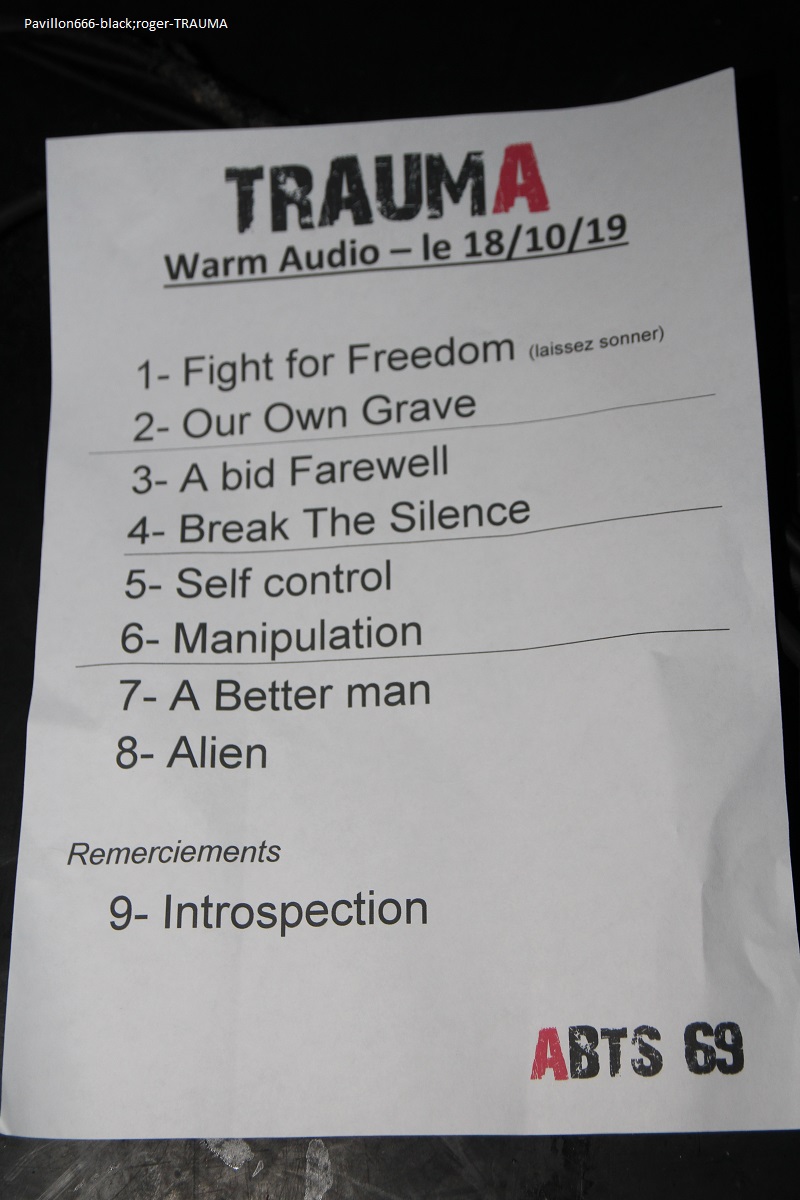 Pavillon666-black;roger-TRAUMA
TRAUMA
Warm Audio – le 18/10/19
1- Fight for Freedom (laissez sonner)
2- Our Own Grave
3- A bid Farewell
4- Break The Silence
5- Self control
6- Manipulation
7- A Better man
8- Alien
Remerciements
9- Introspection
ABTS 69